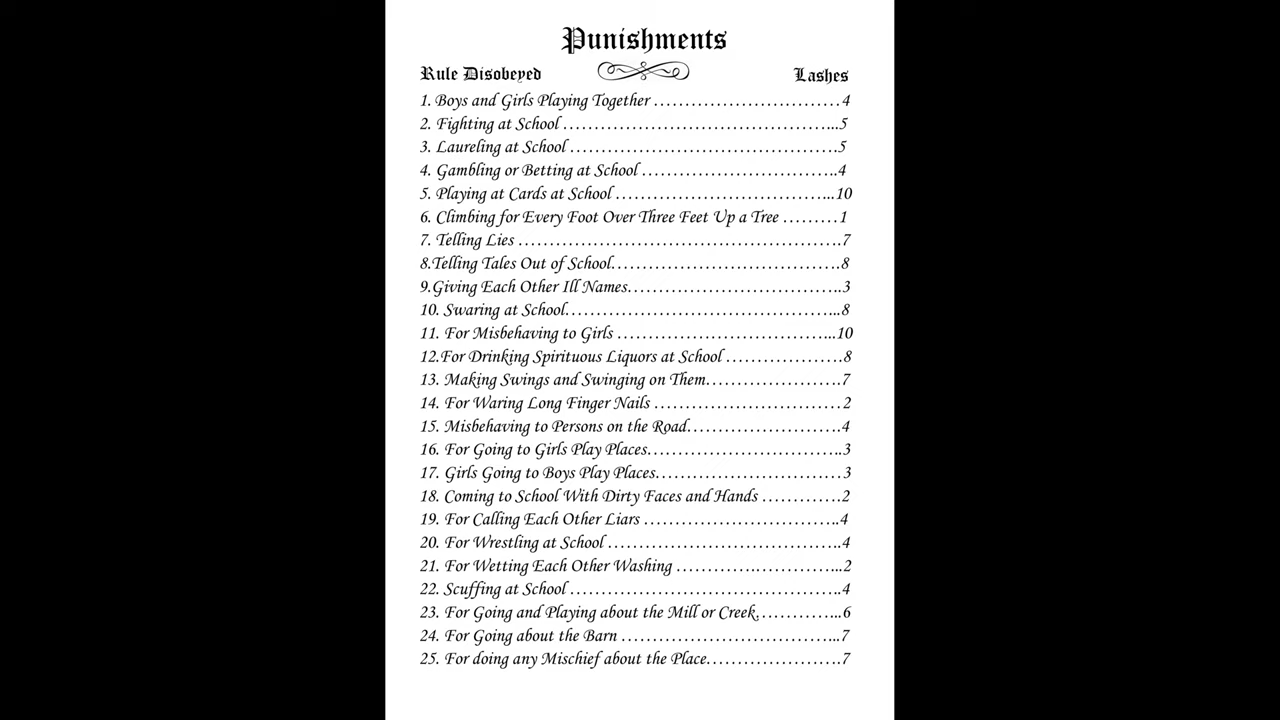 Punishments
Rule Disobeyed Lashes
1. Boys and Girls Playing Together ..............................4
2. Fighting at School ............................................5
3. Laureling at School ...........................................5
4. Gambling or Betting at School .................................4
5. Playing at Cards at School ....................................10
6. Climbing for Every Foot Over Three Feet Up a Tree .........1
7. Telling Lies ..................................................7
8.Telling Tales Out of School.....................................8
9.Giving Each Other Ill Names.....................................3
10. Swaring at School.............................................8
11. For Misbehaving to Girls .....................................10
12.For Drinking Spirituous Liquors at School ...................8
13. Making Swings and Swinging on Them......................7
14. For Waring Long Finger Nails ...............................2
15. Misbehaving to Persons on the Road.........................4
16. For Going to Girls Play Places................................3
17. Girls Going to Boys Play Places...............................3
18. Coming to School With Dirty Faces and Hands .............2
19. For Calling Each Other Liars .................................4
20. For Wrestling at School ......................................4
21. For Wetting Each Other Washing ............................2
22. Scuffing at School ............................................4
23. For Going and Playing about the Mill or Creek..............6
24. For Going about the Barn .....................................7
25. For doing any Mischief about the Place......................7